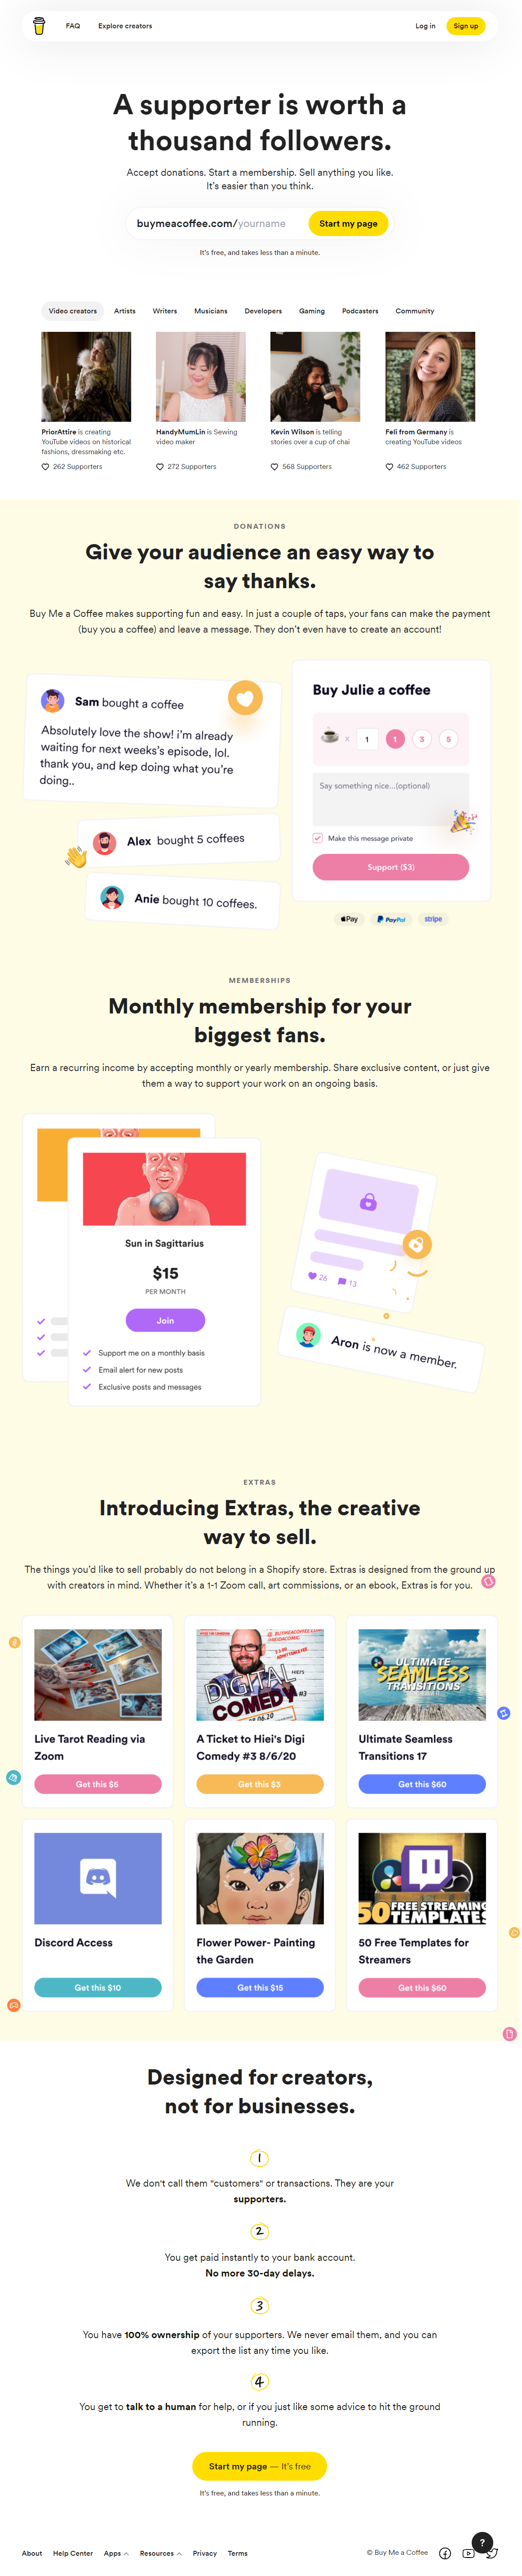 FAQ
Explore creators
Log in
Sign up
A supporter is worth a
thousand followers.
Accept donations. Start a membership. Sell anything you like.
It's easier than you think.
buymeacoffee.com/yourname
Start my page
It's free, and takes less than a minute.
Video creators
Artists
Writers
Musicians
Developers
Gaming
Podcasters
Community
PriorAttire is creating
YouTube videos on historical
fashions, dressmaking etc.
262 Supporters
HandyMumLin is Sewing
video maker
272 Supporters
Kevin Wilson is telling
stories over a cup of chai
568 Supporters
Feli from Germany is
creating YouTube videos
462 Supporters
DONATIONS
Give your audience an easy way to
say thanks.
Buy Me a Coffee makes supporting fun and easy. In just a couple of taps, your fans can make the payment
(buy you a coffee) and leave a message. They don't even have to create an account!
Sam bought a coffee
Absolutely love the show! i'm already
waiting for next weeks's episode, lol.
thank you, and kep doing what you're
doing..
Alex bought 5 coffees
Anie bought 10 coffees.
Buy Julie a coffee
x 1 1 3 5
Say something nice...(optional)
Make this message private
Support ($3)
Pay
PayPal
stripe
MEMBERSHIPS
Monthly membership for your
biggest fans.
Earn a recurring income by accepting monthly or yearly membership. Share exclusive content, or just give
them a way to support your work on an ongoing basis.
Sun in Sagittarius
$15
PER MONTH
Join
Support me on a monthly basis
Email alert for new posts
Exclusive posts and messages
26
13
Aron is now a member.
EXTRAS
Introducing Extras, the creative
way to sell.
The things you'd like to sell probably do not belong in a Shopify store. Extras is designed from the ground up
with creators in mind. Whether it's a 1-1 Zoom call, art commissions, or an ebook, Extras is for you.
Live Tarot Reading via
Zoom
Get this $5
DIGITAL
COMEDY
#3
A Ticket to Hiei's Digi
Comedy #3 8/6/20
Get this $3
ULTIMATE
SEAMLESS
TRANSITIONS
Ultimate Seamless
Transitions 17
Get this $60
Discord Access
Get this $10
Flower Power- Painting
the Garden
Get this $15
50 FREE STREAMING
TEMPLATES
50 Free Templates for
Streamers
Get this $60
Designed for creators,
not for businesses.
1
We don't call them "customers" or transactions. They are your
supporters.
2
You get paid instantly to your bank account.
No more 30-day delays.
3
You have 100% ownership of your supporters. We never email them, and you can
export the list any time you like.
4
You get to talk to a human for help, or if you just like some advice to hit the ground
running.
Start my page — It's free
It's free, and takes less than a minute.
About
Help Center
Apps
Resources
Privacy
Terms
© Buy Me a Coffee
?